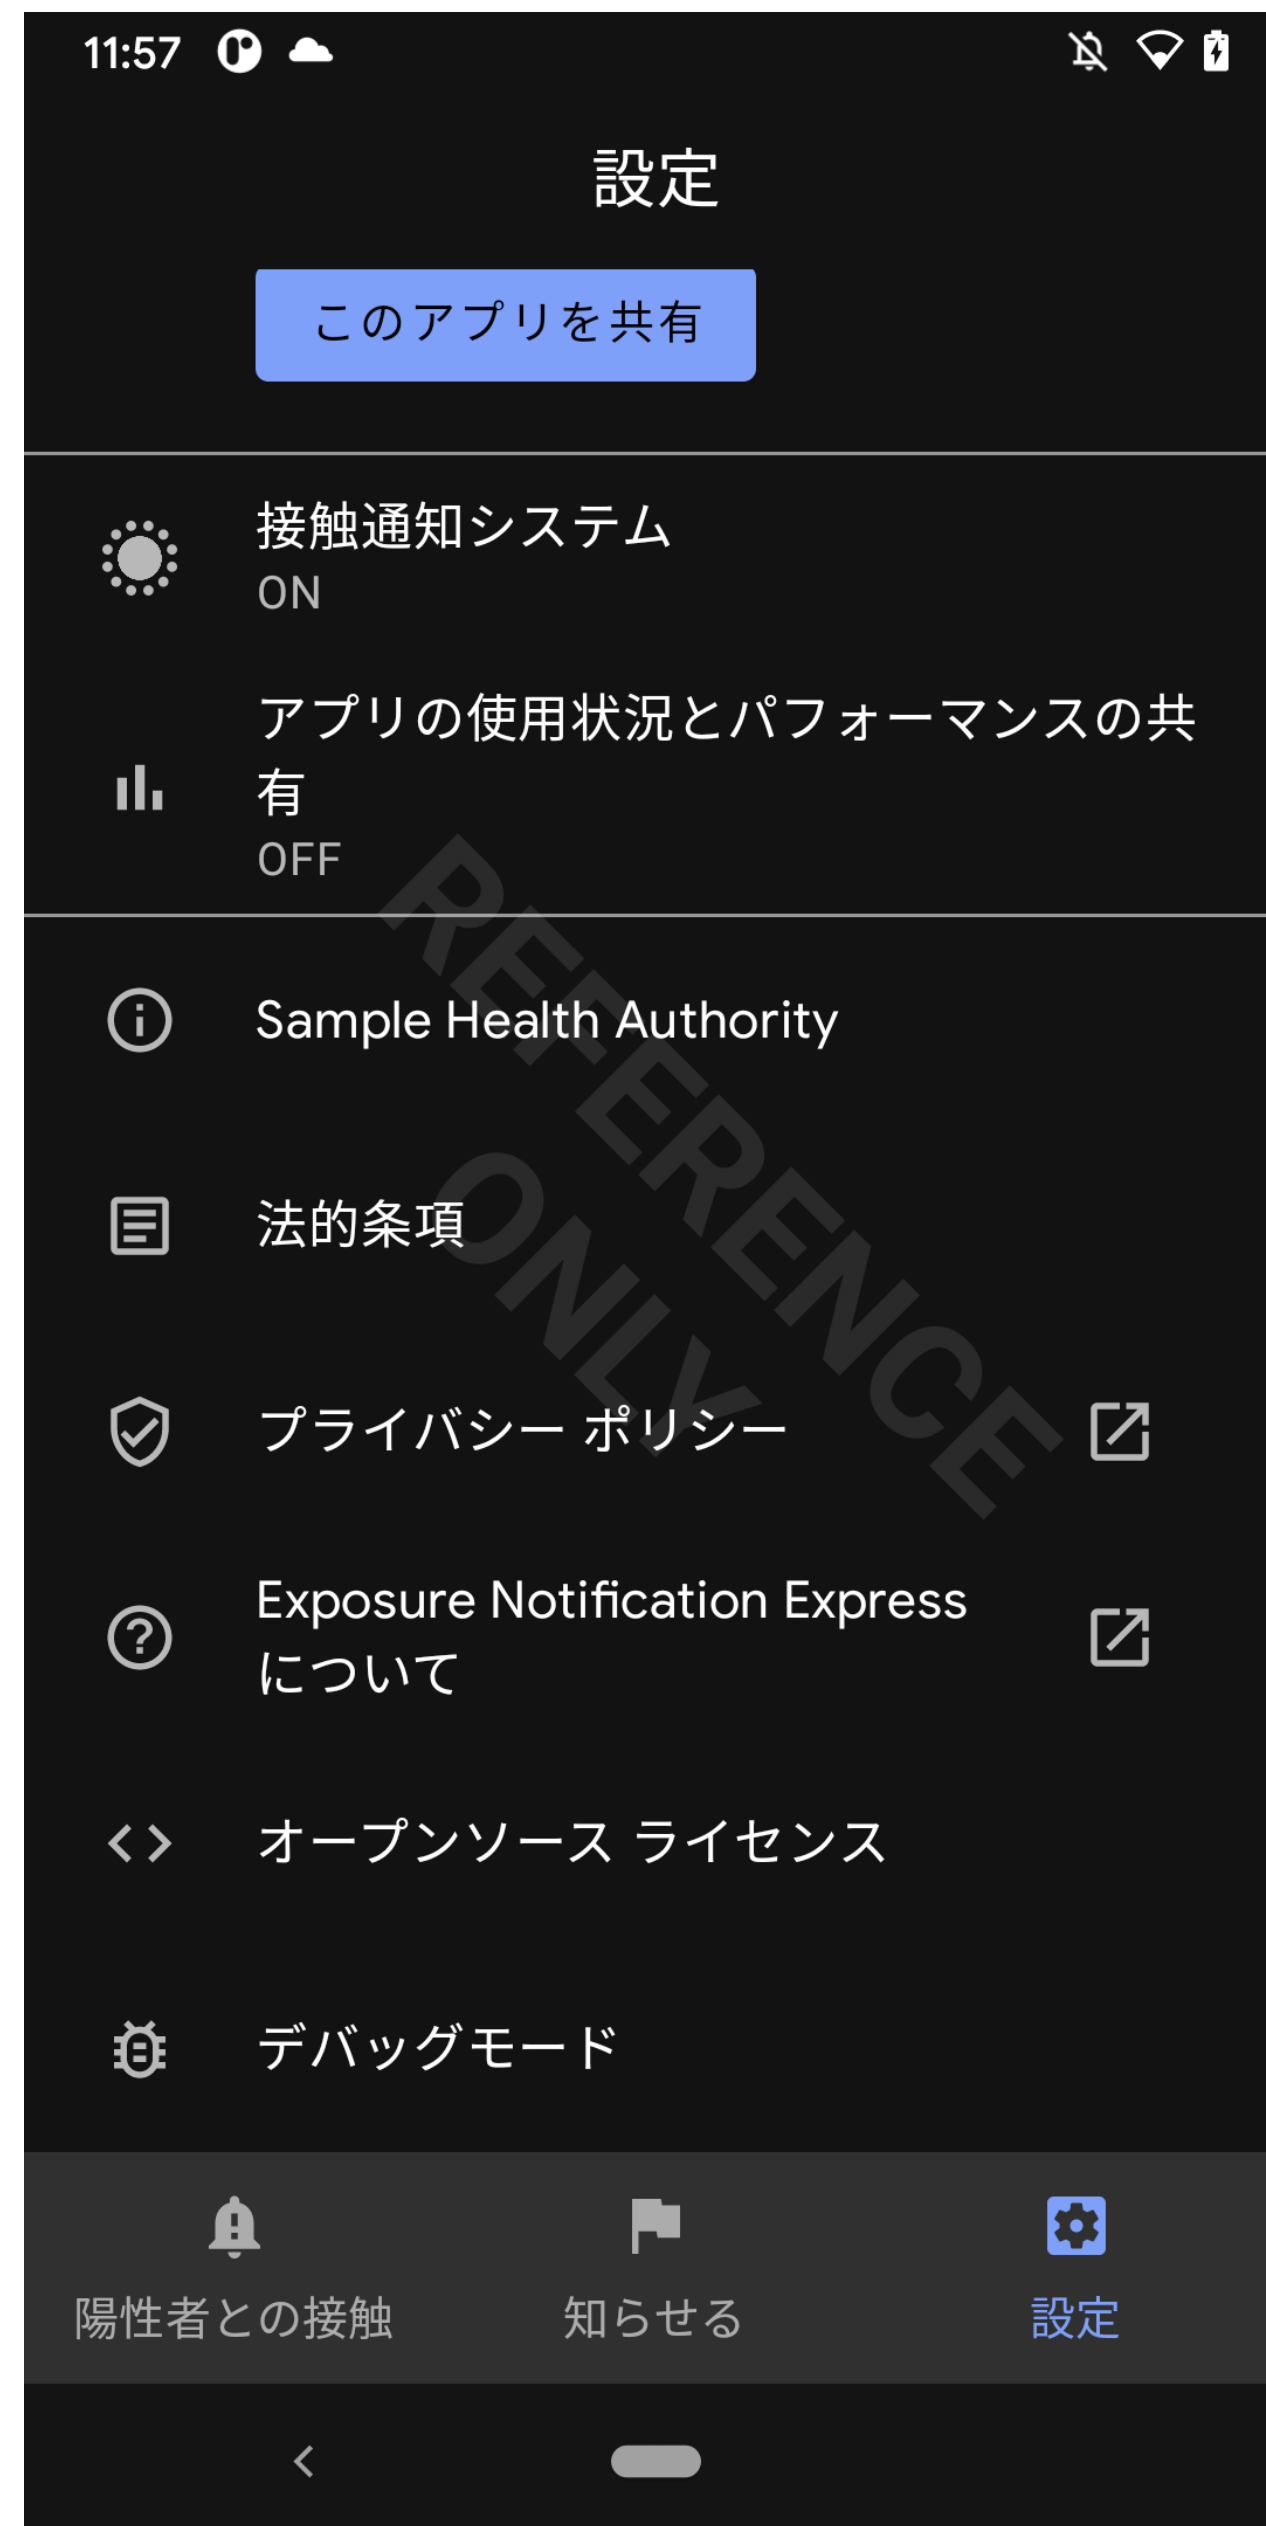 11:57
設定
このアプリを共有
接触通知システム
ON
アプリの使用状況とパフォーマンスの共
有
OFF
REFERENCE
ONLY
Sample Health Authority
法的条項
プライバシー ポリシー
Exposure Notification Express
について
オープンソース ライセンス
デバッグモード
陽性者との接触
知らせる
設定